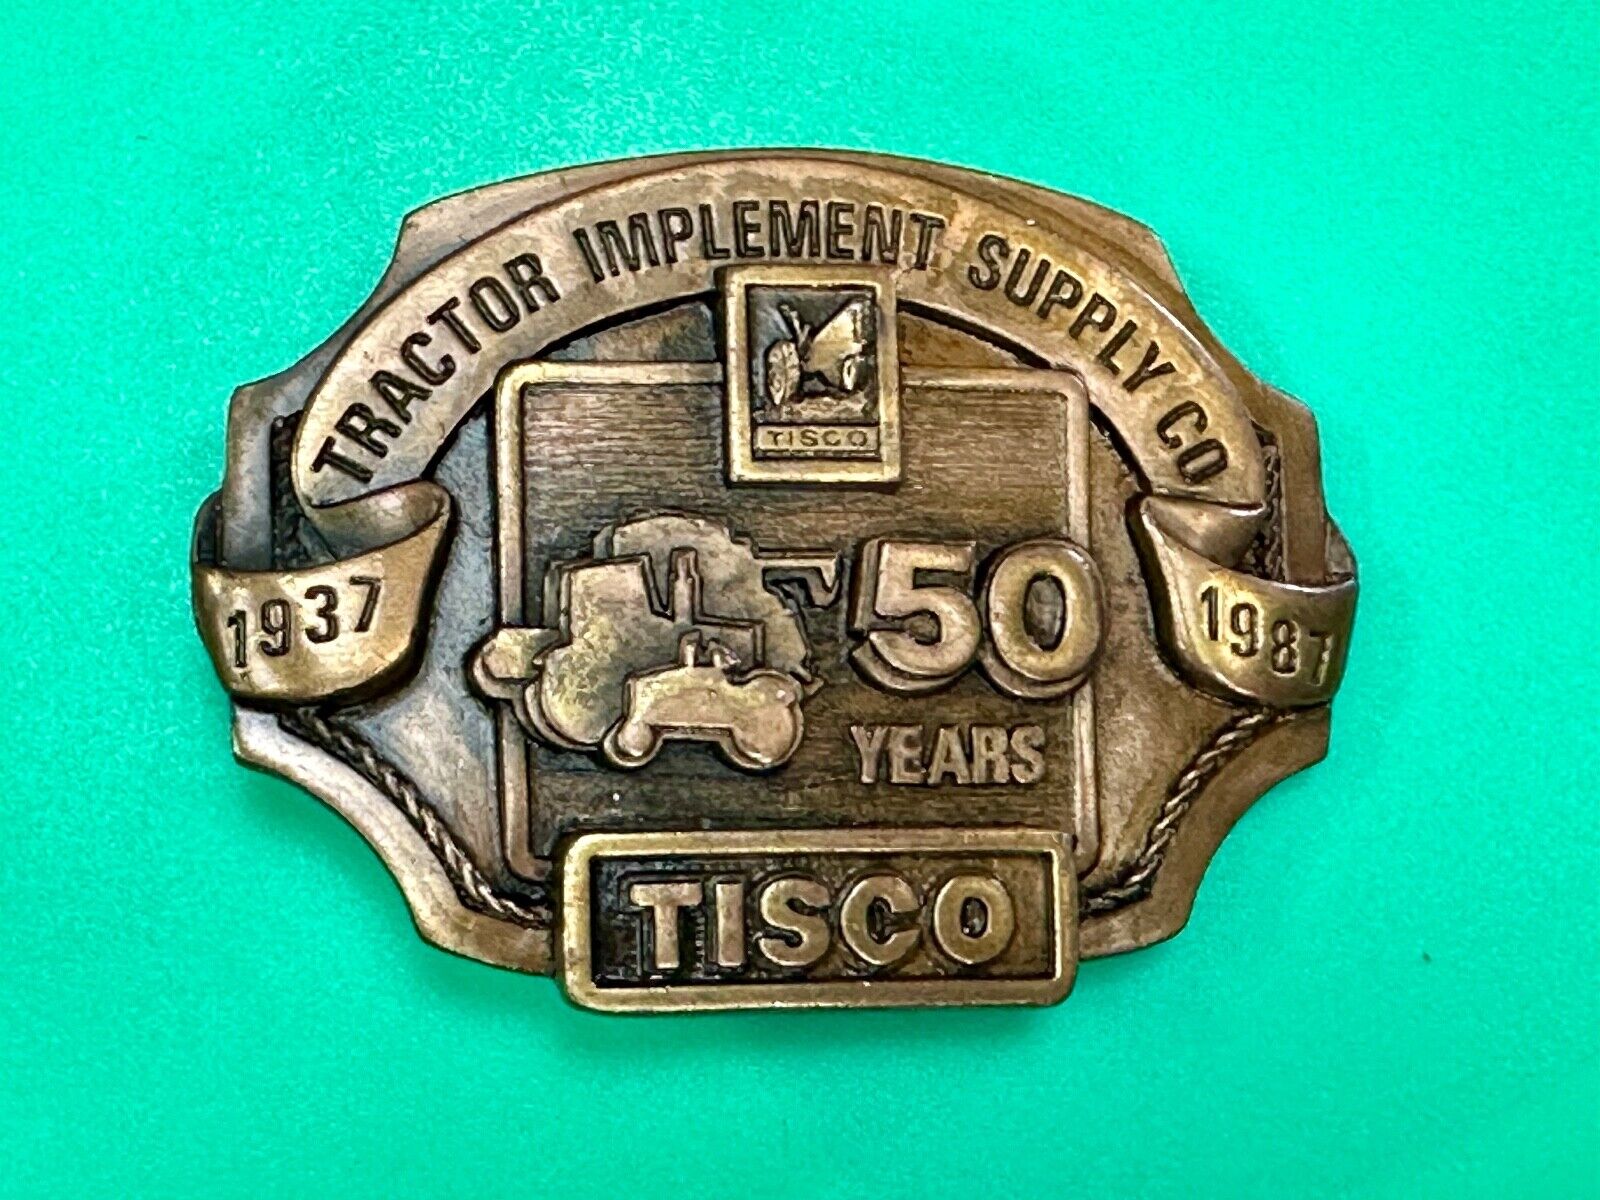 TRACTOR IMPLEMENT SUPPLY CO
TISCO
1937
1987
50
YEARS
TISCO